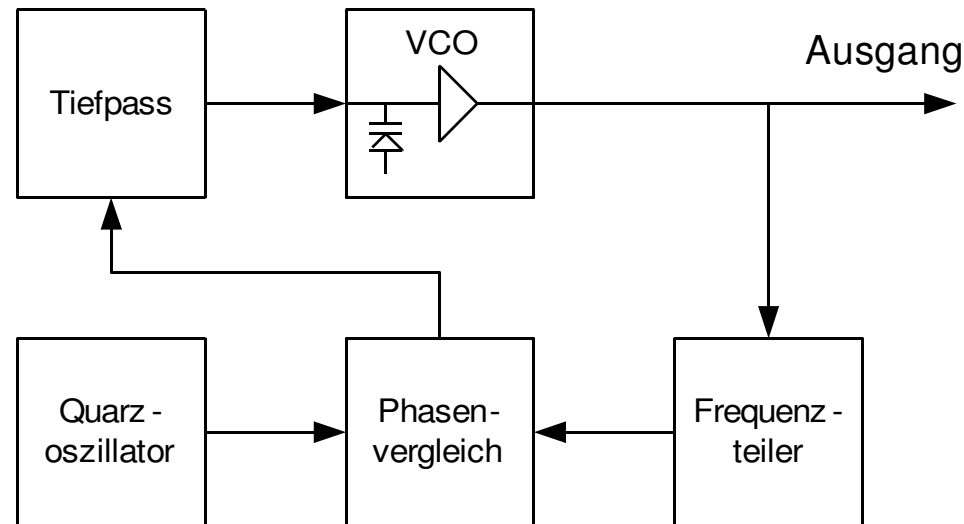 VCO
Ausgang
Tiefpass
Quarz-
oszillator
Phasen-
vergleich
Frequenz-
teiler